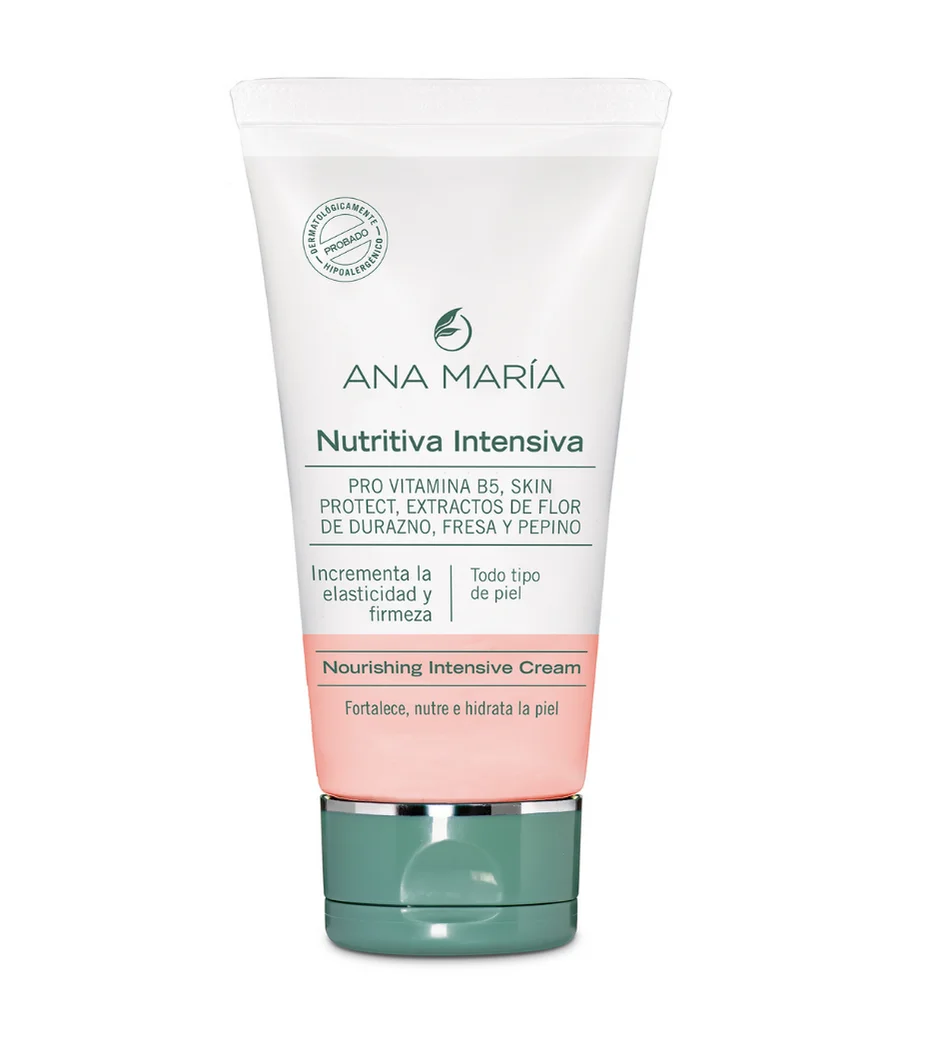 DERMATOLÓGICAMENTE
PROBADO
HIPOALERGÉNICO
ANA MARÍA
Nutritiva Intensiva
PRO VITAMINA B5, SKIN
PROTECT, EXTRACTOS DE FLOR
DE DURAZNO, FRESA Y PEPINO
Incrementa la
elasticidad y
firmeza
Todo tipo
de piel
Nourishing Intensive Cream
Fortalece, nutre e hidrata la piel